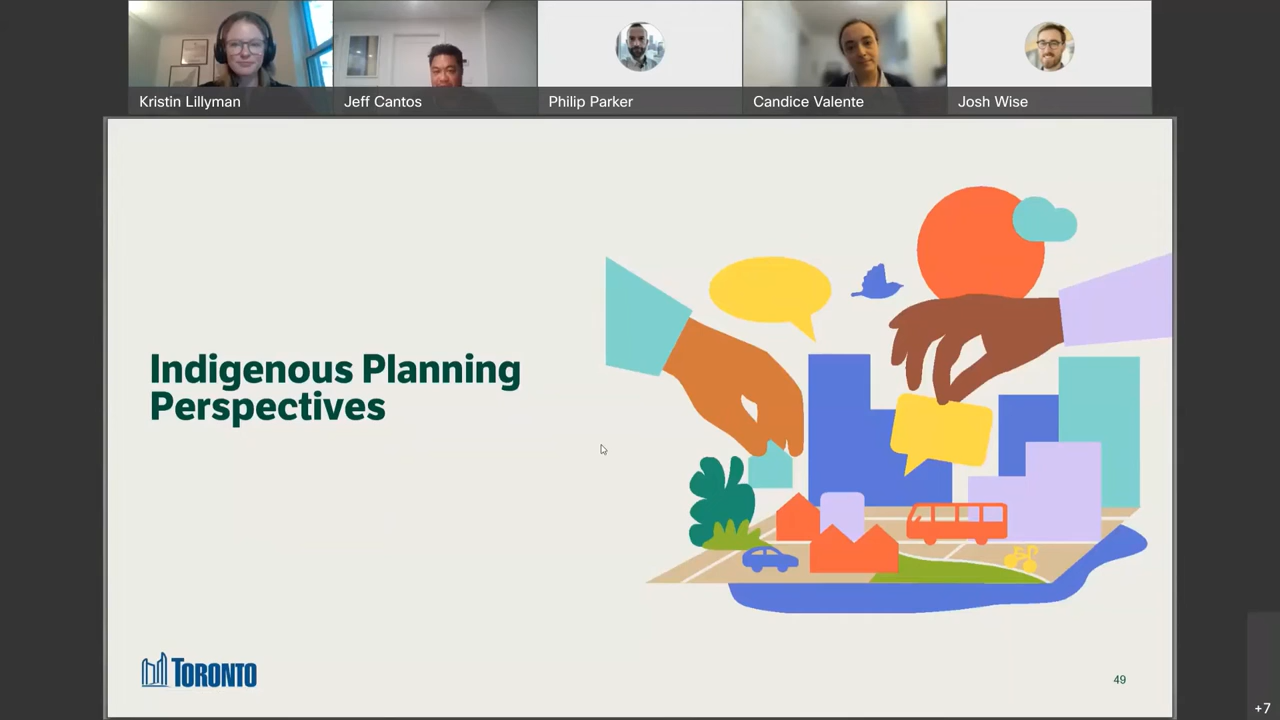 Kristin Lillyman
Jeff Cantos
Philip Parker
Candice Valente
Josh Wise
Indigenous Planning
Perspectives
TORONTO
49
+7